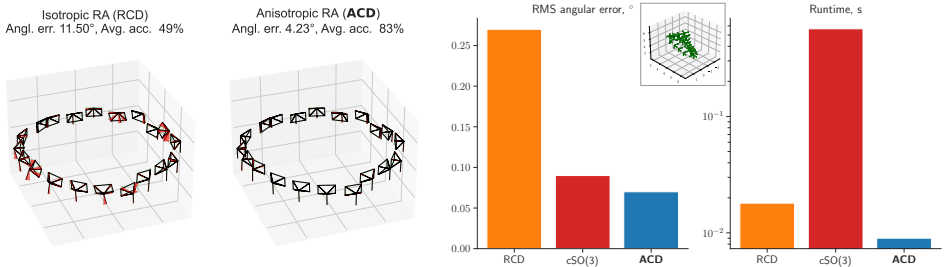 Isotropic RA (RCD)
Angl. err. 11.50°, Avg. acc. 49%
Anisotropic RA (ACD)
Angl. err. 4.23°, Avg. acc. 83%
RMS angular error, °
0.25
0.20
0.15
0.10
0.05
0.00
RCD
cSO(3)
ACD
Runtime, s
10⁻¹
10⁻²
RCD
cSO(3)
ACD